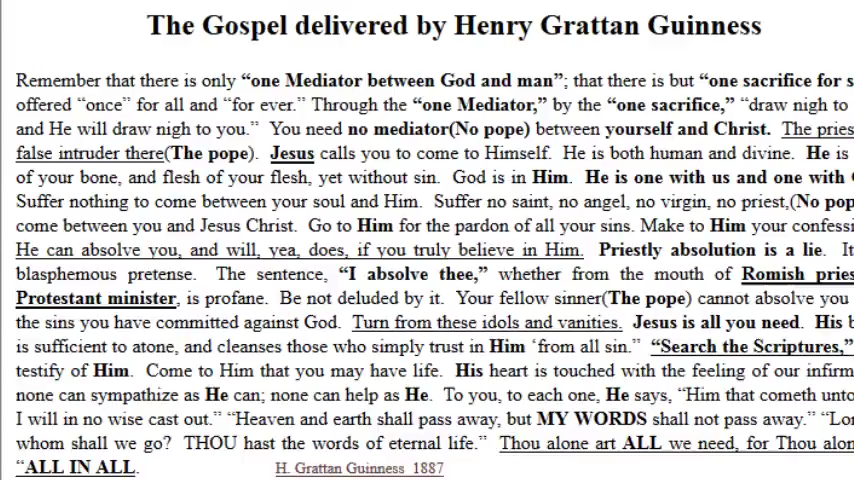 The Gospel delivered by Henry Grattan Guinness
Remember that there is only “one Mediator between God and man”; that there is but “one sacrifice for s
offered “once” for all and “for ever.” Through the “one Mediator,” by the “one sacrifice,” “draw nigh to
and He will draw nigh to you.” You need no mediator(No pope) between yourself and Christ. The pries
false intruder there(The pope). Jesus calls you to come to Himself. He is both human and divine. He is
of your bone, and flesh of your flesh, yet without sin. God is in Him. He is one with us and one with
Suffer nothing to come between your soul and Him. Suffer no saint, no angel, no virgin, no priest,(No pop
come between you and Jesus Christ. Go to Him for the pardon of all your sins. Make to Him your confessi
He can absolve you, and will, yea, does, if you truly believe in Him. Priestly absolution is a lie. It
blasphemous pretense. The sentence, “I absolve thee,” whether from the mouth of Romish pries
Protestant minister, is profane. Be not deluded by it. Your fellow sinner(The pope) cannot absolve you
the sins you have committed against God. Turn from these idols and vanities. Jesus is all you need. His b
is sufficient to atone, and cleanses those who simply trust in Him ‘from all sin.” “Search the Scriptures,”
testify of Him. Come to Him that you may have life. His heart is touched with the feeling of our infirm
none can sympathize as He can; none can help as He. To you, to each one, He says, “Him that cometh unto
I will in no wise cast out.” “Heaven and earth shall pass away, but MY WORDS shall not pass away.” “Lor
whom shall we go? THOU hast the words of eternal life.” Thou alone art ALL we need, for Thou alon
“ALL IN ALL. H. Grattan Guinness 1887